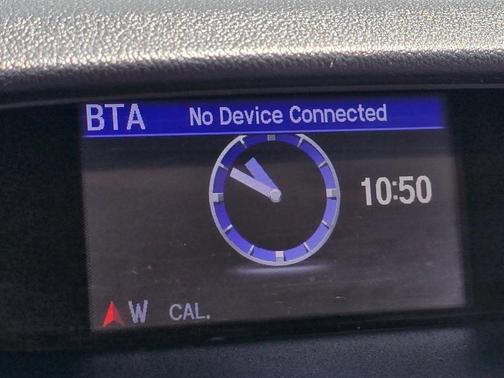 BTA No Device Connected
10:50
W CAL.